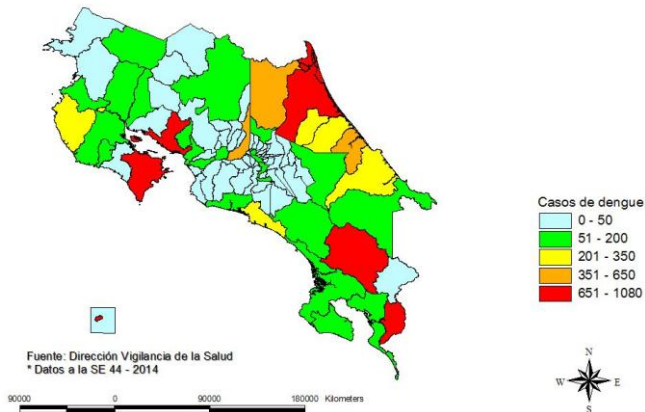 Casos de dengue
0 - 50
51 - 200
201 - 350
351 - 650
651 - 1080
Fuente: Dirección Vigilancia de la Salud
* Datos a la SE 44 - 2014
90000 0 90000 180000 Kilometers
N
W E
S